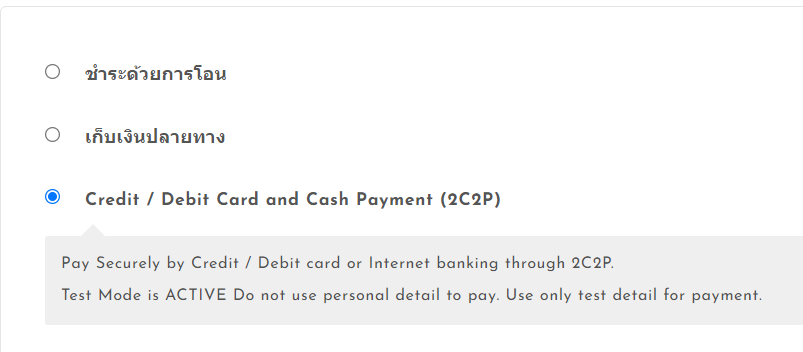 ชำระด้วยการโอน
เก็บเงินปลายทาง
Credit / Debit Card and Cash Payment (2C2P)
Pay Securely by Credit / Debit card or Internet banking through 2C2P.
Test Mode is ACTIVE Do not use personal detail to pay. Use only test detail for payment.